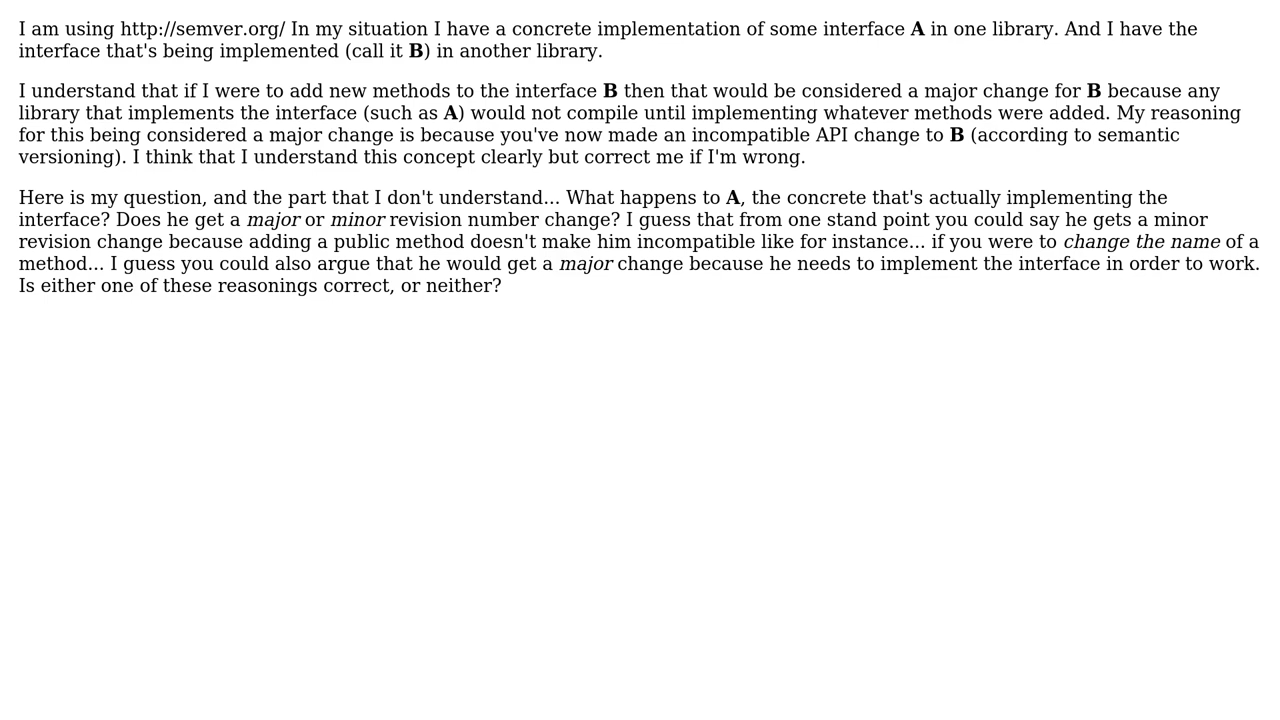 I am using http://semver.org/ In my situation I have a concrete implementation of some interface A in one library. And I have the
interface that's being implemented (call it B) in another library.
I understand that if I were to add new methods to the interface B then that would be considered a major change for B because any
library that implements the interface (such as A) would not compile until implementing whatever methods were added. My reasoning
for this being considered a major change is because you've now made an incompatible API change to B (according to semantic
versioning). I think that I understand this concept clearly but correct me if I'm wrong.
Here is my question, and the part that I don't understand... What happens to A, the concrete that's actually implementing the
interface? Does he get a major or minor revision number change? I guess that from one stand point you could say he gets a minor
revision change because adding a public method doesn't make him incompatible like for instance... if you were to change the name of a
method... I guess you could also argue that he would get a major change because he needs to implement the interface in order to work.
Is either one of these reasonings correct, or neither?